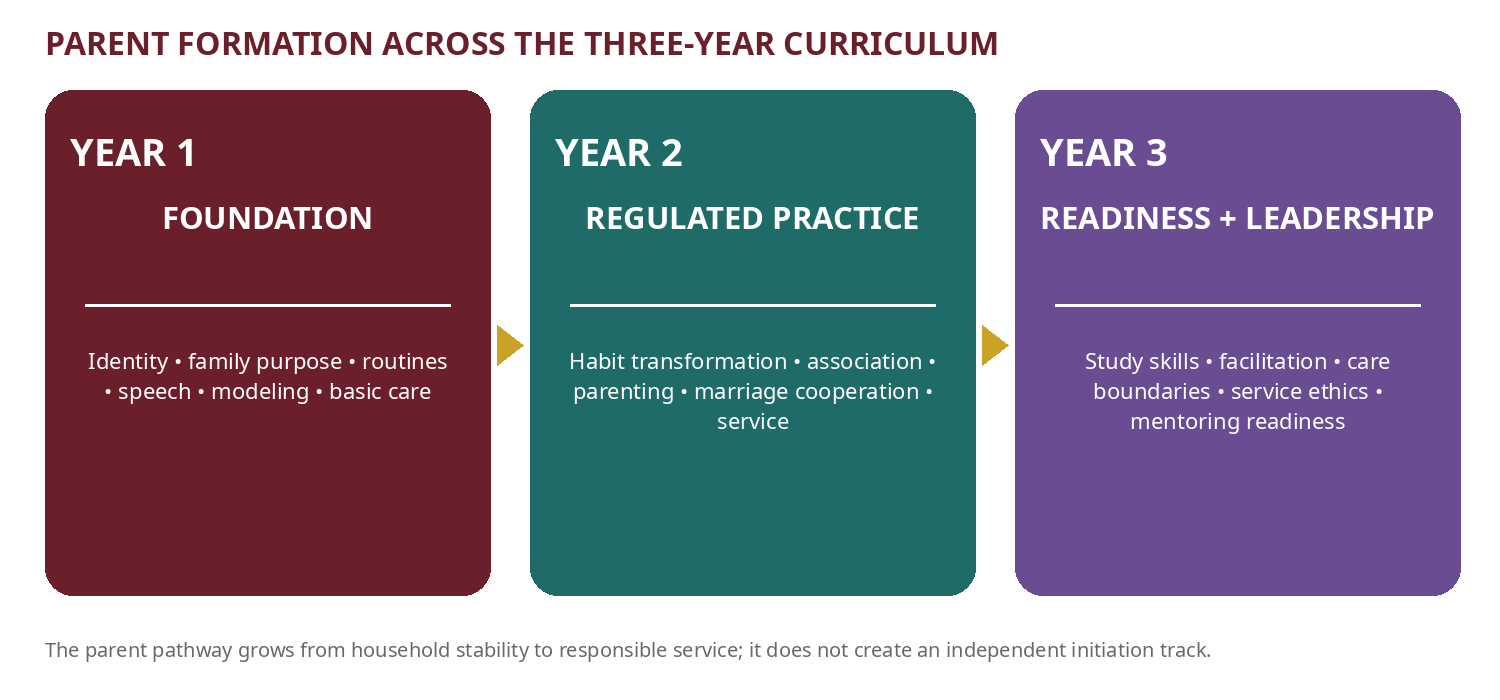 PARENT FORMATION ACROSS THE THREE-YEAR CURRICULUM
YEAR 1
FOUNDATION
Identity • family purpose • routines
• speech • modeling • basic care
YEAR 2
REGULATED PRACTICE
Habit transformation • association •
parenting • marriage cooperation •
service
YEAR 3
READINESS + LEADERSHIP
Study skills • facilitation • care
boundaries • service ethics •
mentoring readiness
The parent pathway grows from household stability to responsible service; it does not create an independent initiation track.